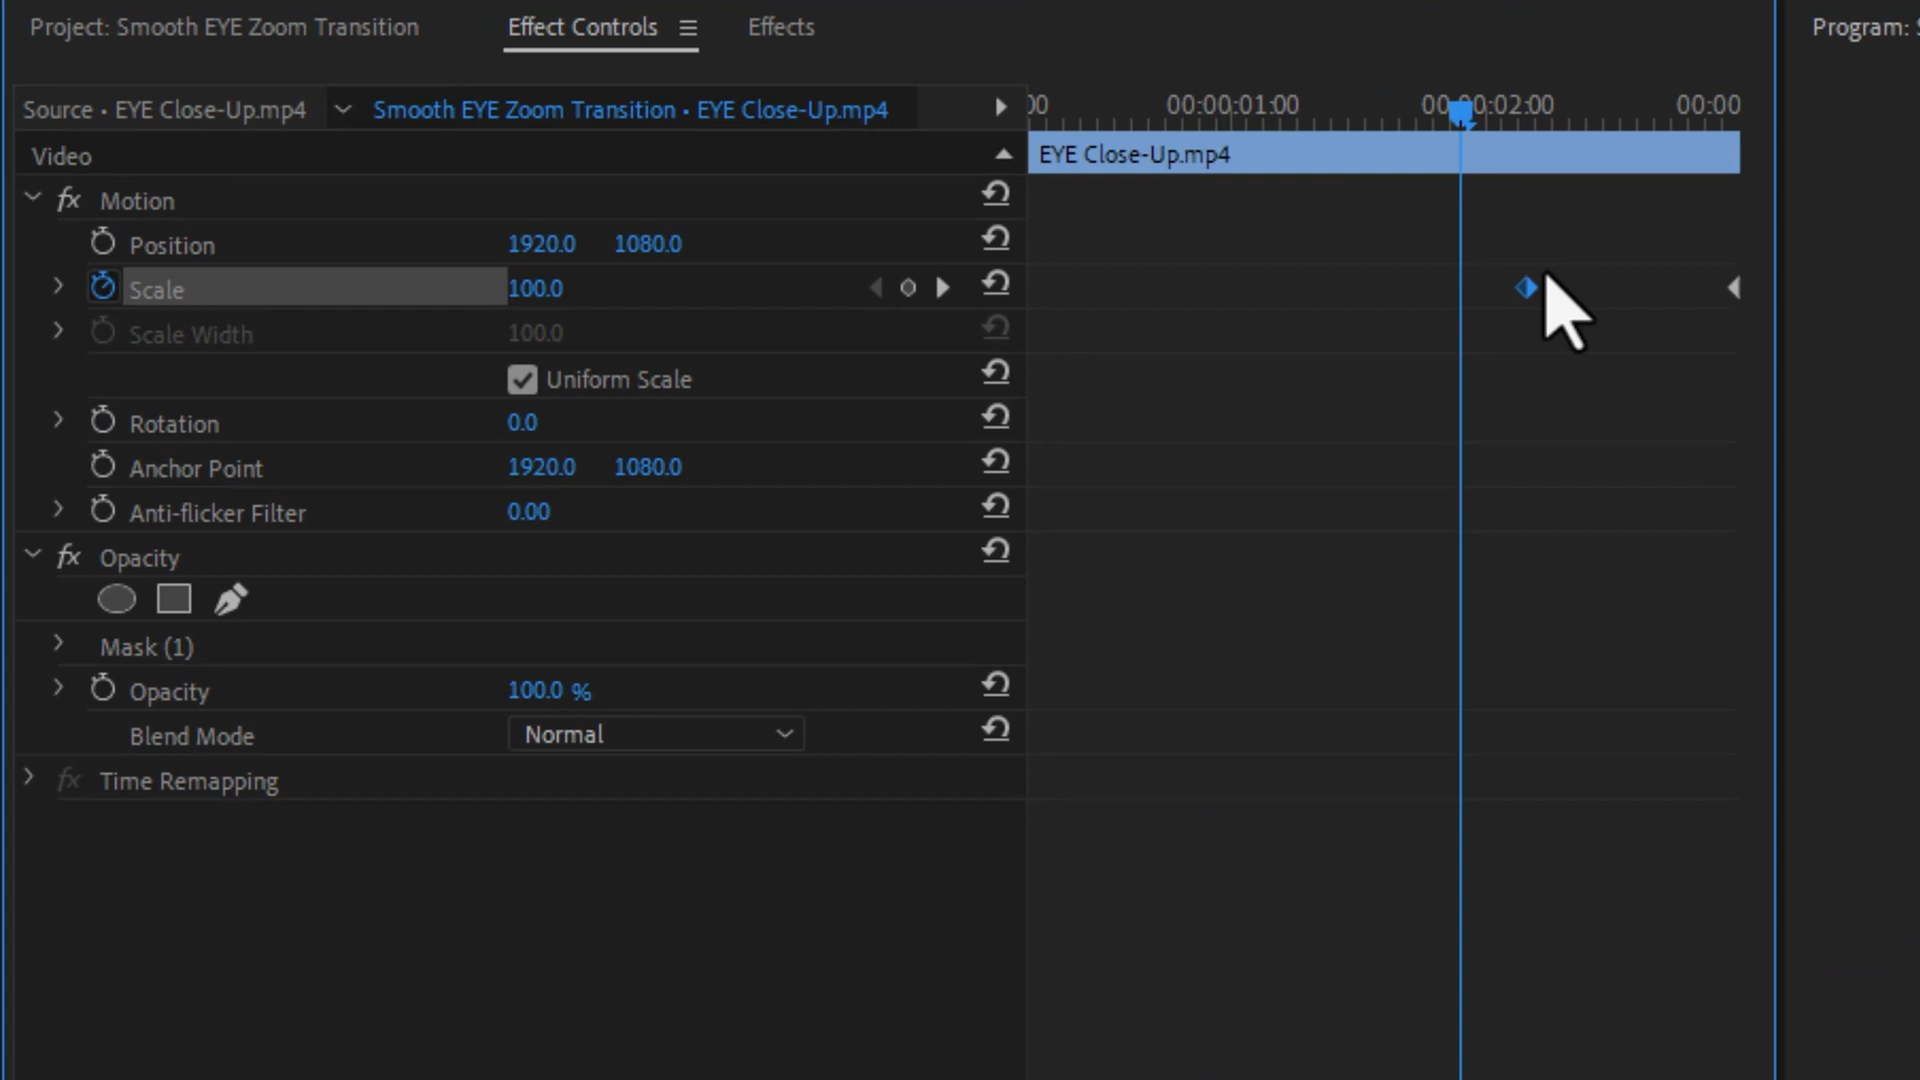 Project: Smooth EYE Zoom Transition
Effect Controls
Effects
Program:
Source · EYE Close-Up.mp4
Smooth EYE Zoom Transition · EYE Close-Up.mp4
00:00:01:00
00:00:02:00
00:00
Video
EYE Close-Up.mp4
fx Motion
Position 1920.0 1080.0
Scale 100.0
Scale Width 100.0
Uniform Scale
Rotation 0.0
Anchor Point 1920.0 1080.0
Anti-flicker Filter 0.00
fx Opacity
Mask (1)
Opacity 100.0 %
Blend Mode Normal
fx Time Remapping